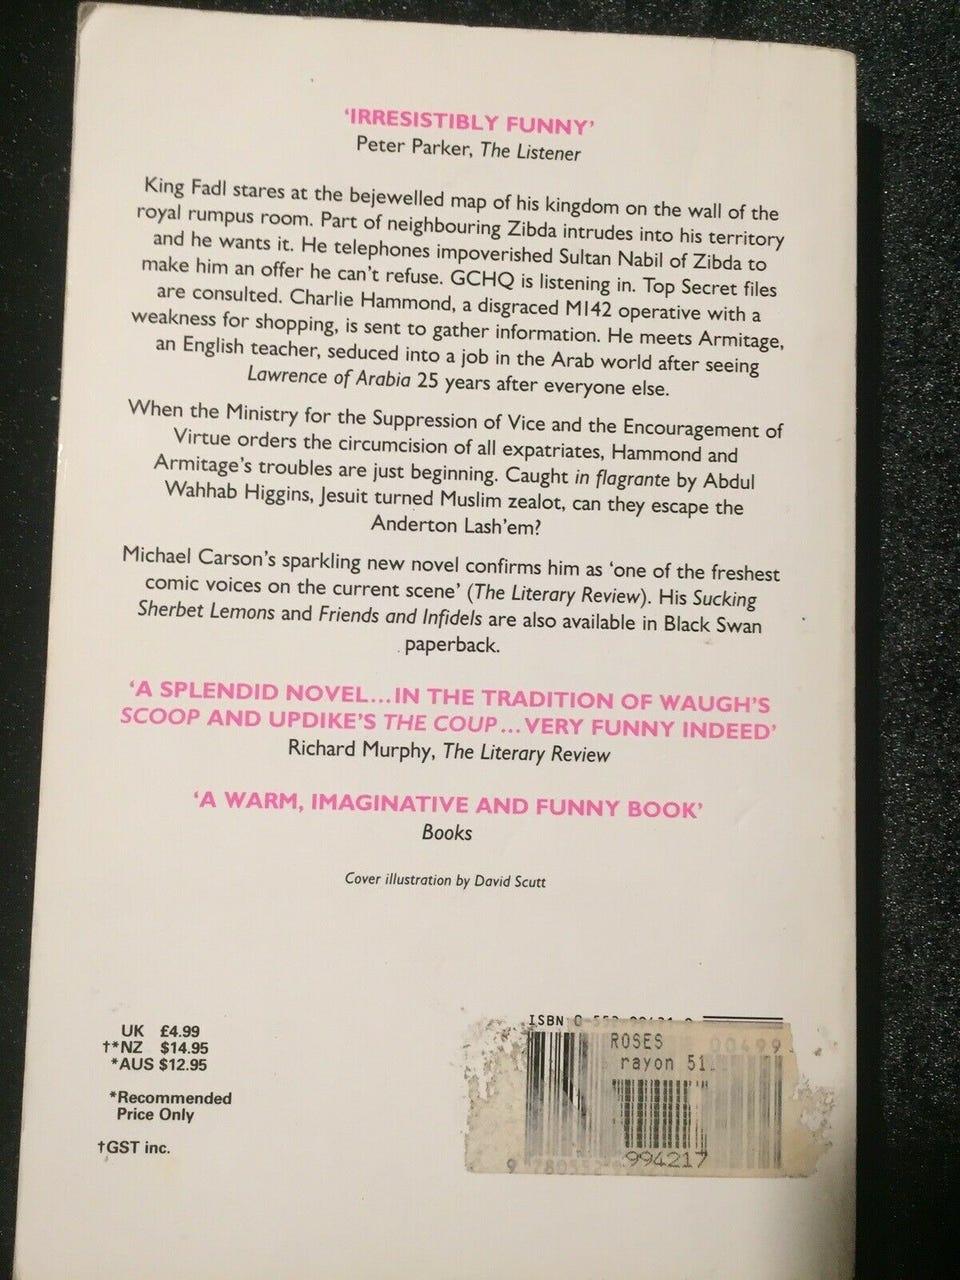 ‘IRRESISTIBLY FUNNY’
Peter Parker, The Listener
King Fadl stares at the bejewelled map of his kingdom on the wall of the
royal rumpus room. Part of neighbouring Zibda intrudes into his territory
and he wants it. He telephones impoverished Sultan Nabil of Zibda to
make him an offer he can’t refuse. GCHQ is listening in. Top Secret files
are consulted. Charlie Hammond, a disgraced M142 operative with a
weakness for shopping, is sent to gather information. He meets Armitage,
an English teacher, seduced into a job in the Arab world after seeing
Lawrence of Arabia 25 years after everyone else.
When the Ministry for the Suppression of Vice and the Encouragement of
Virtue orders the circumcision of all expatriates, Hammond and
Armitage’s troubles are just beginning. Caught in flagrante by Abdul
Wahhab Higgins, Jesuit turned Muslim zealot, can they escape the
Anderton Lash’em?
Michael Carson’s sparkling new novel confirms him as ‘one of the freshest
comic voices on the current scene’ (The Literary Review). His Sucking
Sherbet Lemons and Friends and Infidels are also available in Black Swan
paperback.
‘A SPLENDID NOVEL...IN THE TRADITION OF WAUGH’S
SCOOP AND UPDIKE’S THE COUP...VERY FUNNY INDEED’
Richard Murphy, The Literary Review
‘A WARM, IMAGINATIVE AND FUNNY BOOK’
Books
Cover illustration by David Scutt
UK £4.99
†*NZ $14.95
*AUS $12.95
*Recommended
Price Only
†GST inc.
ISBN 0
ROSES 00499
rayon 51
994217
9 780552